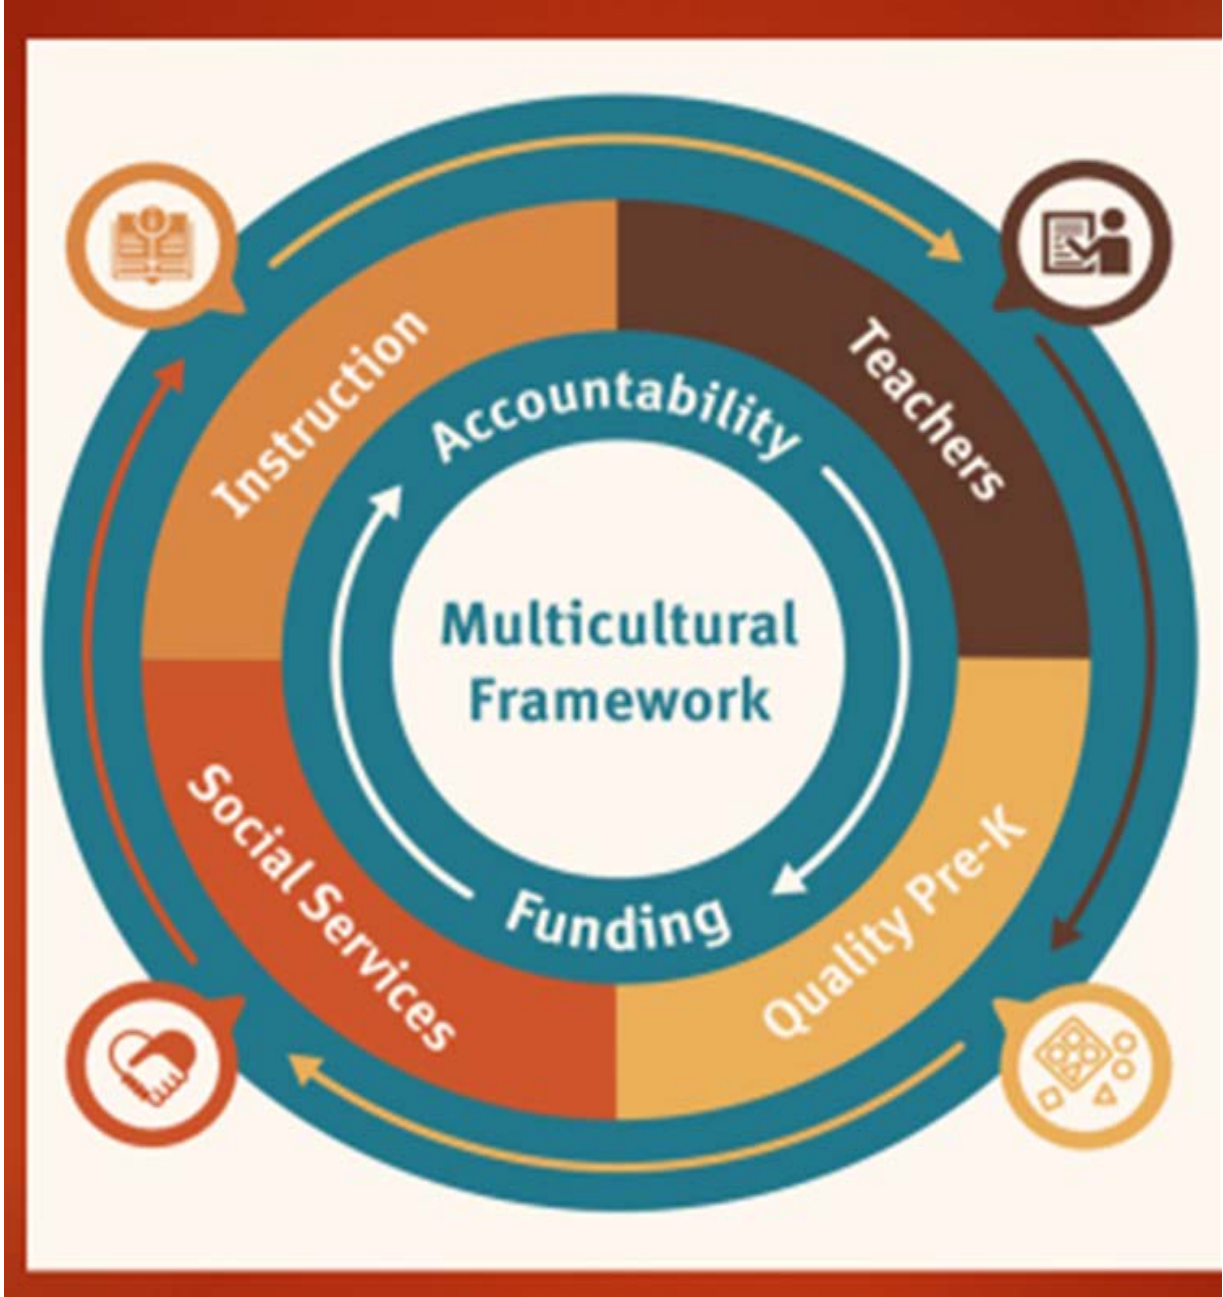 Instruction
Teachers
Accountability
Multicultural
Framework
Funding
Social Services
Quality Pre-K